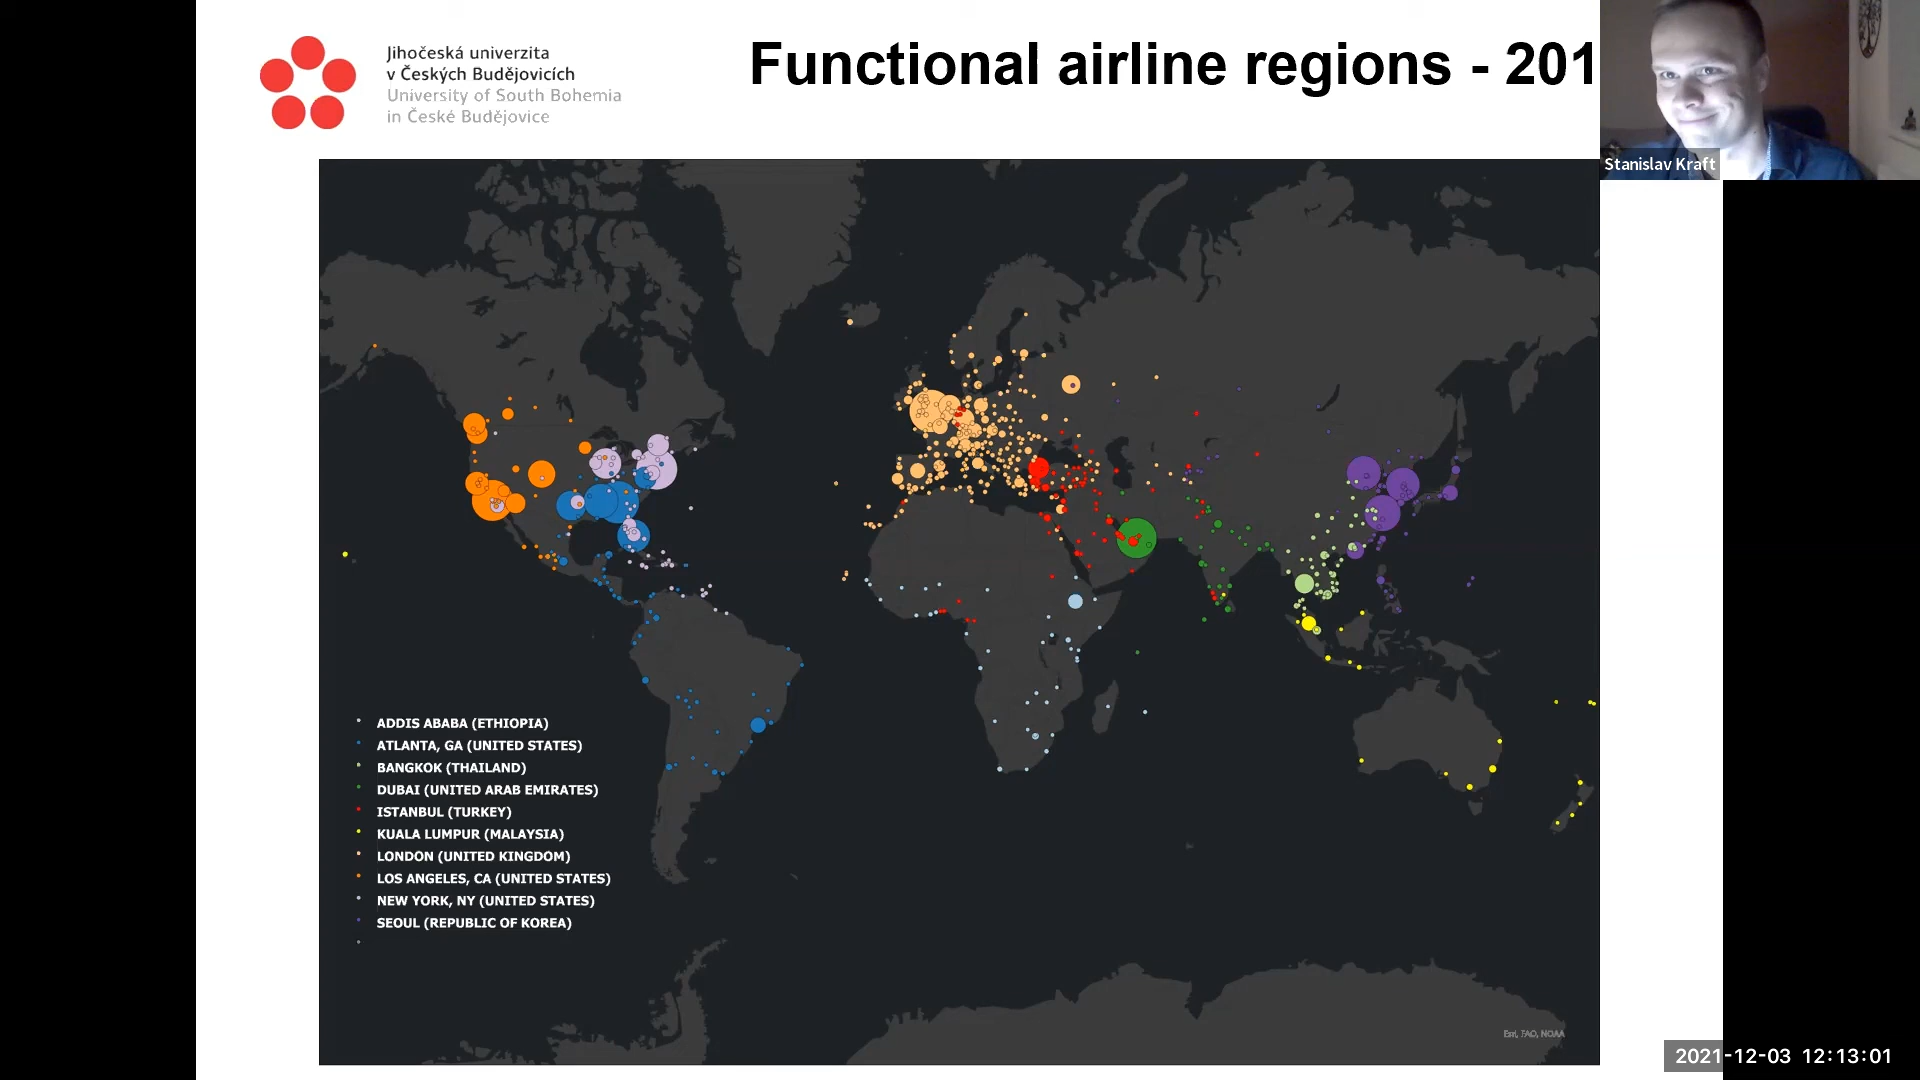 Jihočeská univerzita
v Českých Budějovicích
University of South Bohemia
in České Budějovice
Functional airline regions - 201
Stanislav Kraft
ADDIS ABABA (ETHIOPIA)
ATLANTA, GA (UNITED STATES)
BANGKOK (THAILAND)
DUBAI (UNITED ARAB EMIRATES)
ISTANBUL (TURKEY)
KUALA LUMPUR (MALAYSIA)
LONDON (UNITED KINGDOM)
LOS ANGELES, CA (UNITED STATES)
NEW YORK, NY (UNITED STATES)
SEOUL (REPUBLIC OF KOREA)
Esri, FAO, NOAA
2021-12-03 12:13:01